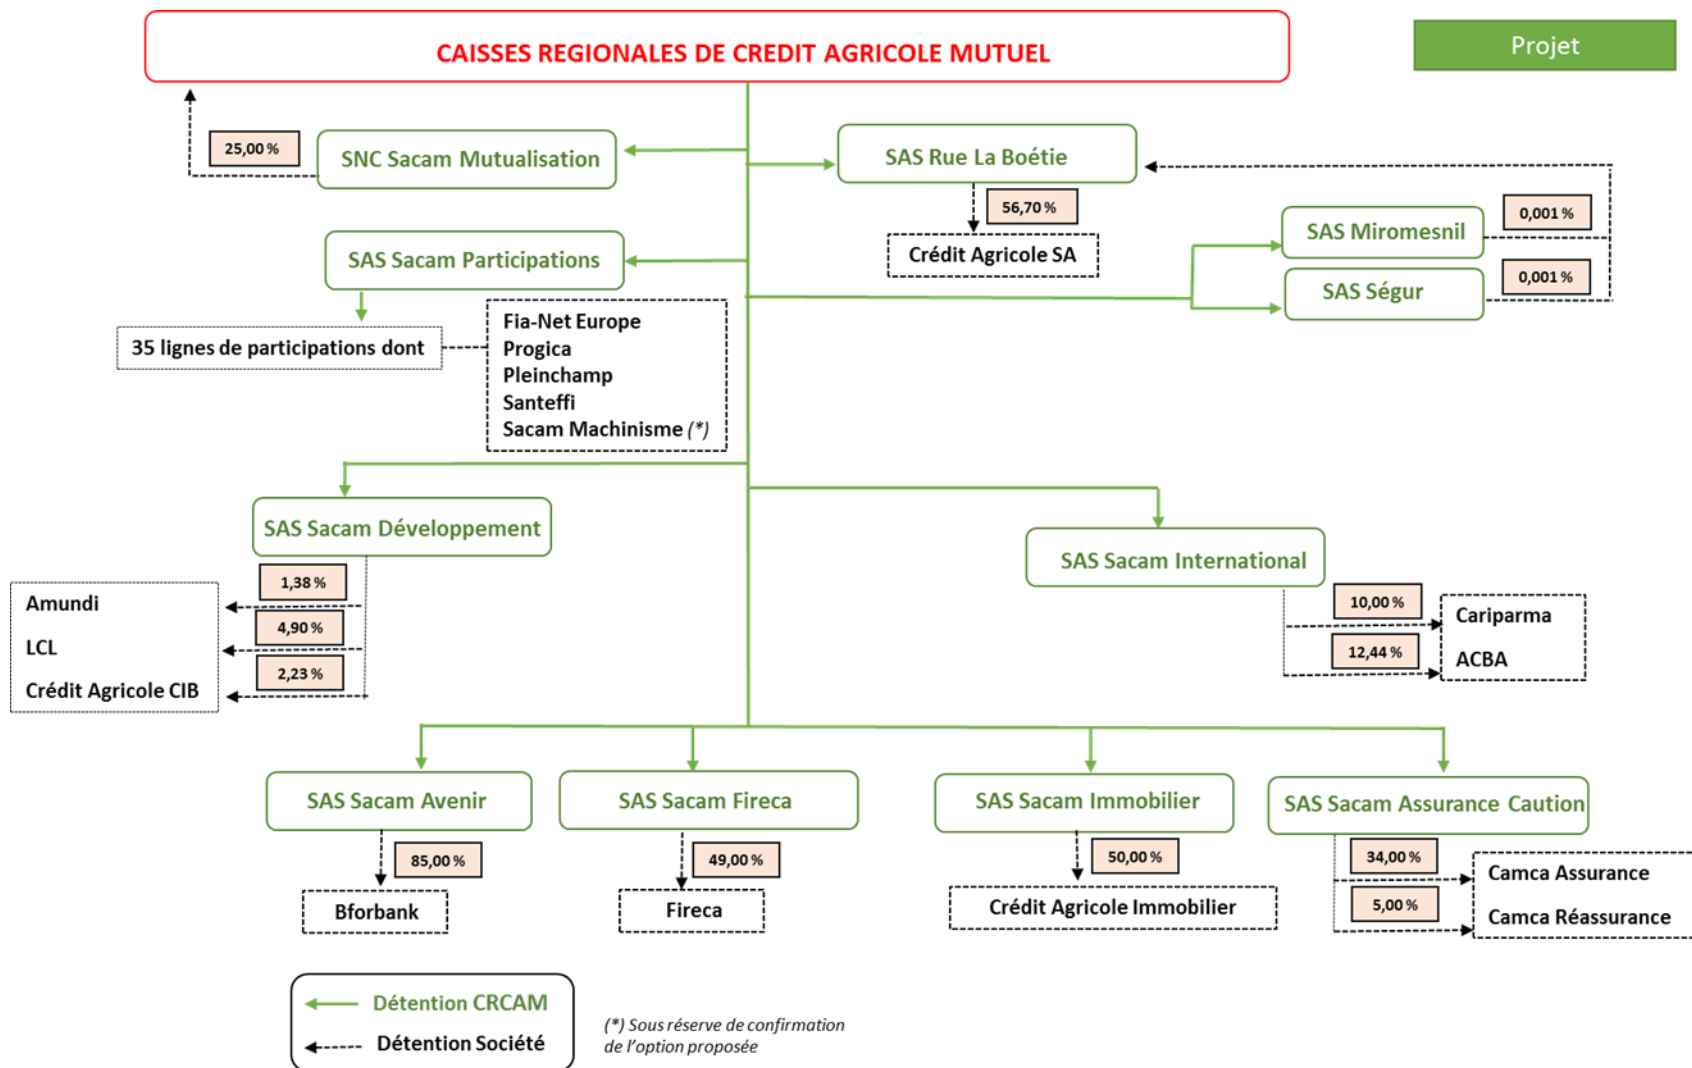 CAISSES REGIONALES DE CREDIT AGRICOLE MUTUEL
Projet
25,00 %
SNC Sacam Mutualisation
SAS Rue La Boétie
56,70 %
Crédit Agricole SA
0,001 %
SAS Miromesnil
0,001 %
SAS Ségur
SAS Sacam Participations
35 lignes de participations dont
Fia-Net Europe
Progica
Pleinchamp
Santeffi
Sacam Machinisme (*)
SAS Sacam Développement
1,38 %
Amundi
4,90 %
LCL
2,23 %
Crédit Agricole CIB
SAS Sacam International
10,00 %
Cariparma
12,44 %
ACBA
SAS Sacam Avenir
85,00 %
Bforbank
SAS Sacam Fireca
49,00 %
Fireca
SAS Sacam Immobilier
50,00 %
Crédit Agricole Immobilier
SAS Sacam Assurance Caution
34,00 %
Camca Assurance
5,00 %
Camca Réassurance
Détention CRCAM
Détention Société
(*) Sous réserve de confirmation
de l'option proposée